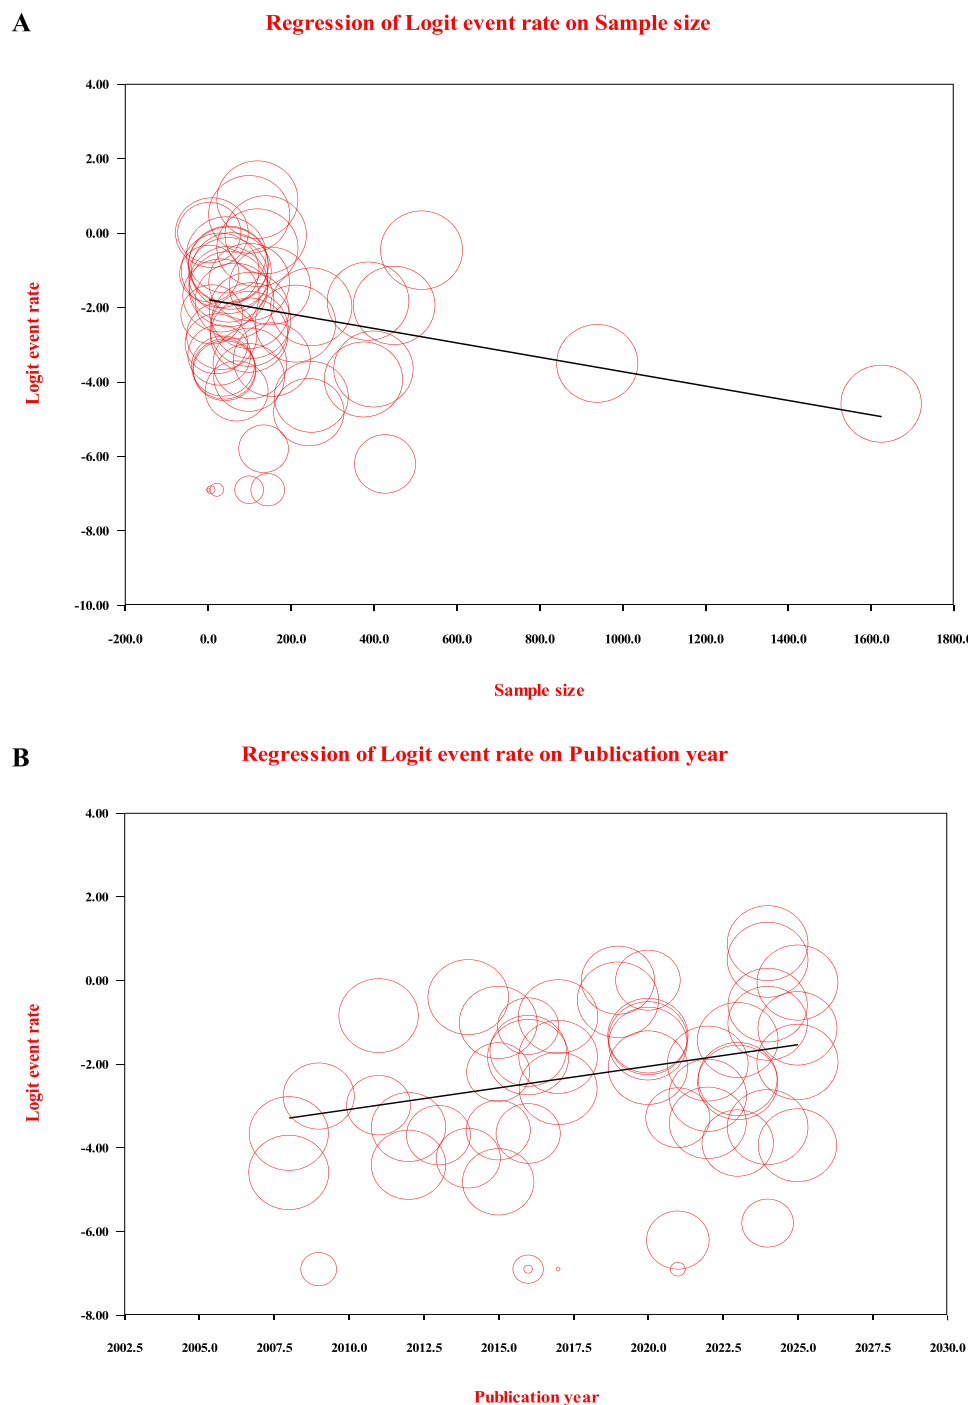 A
Regression of Logit event rate on Sample size
4.00
2.00
0.00
-2.00
-4.00
-6.00
-8.00
-10.00
Logit event rate
-200.0 0.0 200.0 400.0 600.0 800.0 1000.0 1200.0 1400.0 1600.0 1800.0
Sample size
B
Regression of Logit event rate on Publication year
4.00
2.00
0.00
-2.00
-4.00
-6.00
-8.00
Logit event rate
2002.5 2005.0 2007.5 2010.0 2012.5 2015.0 2017.5 2020.0 2022.5 2025.0 2027.5 2030.0
Publication year